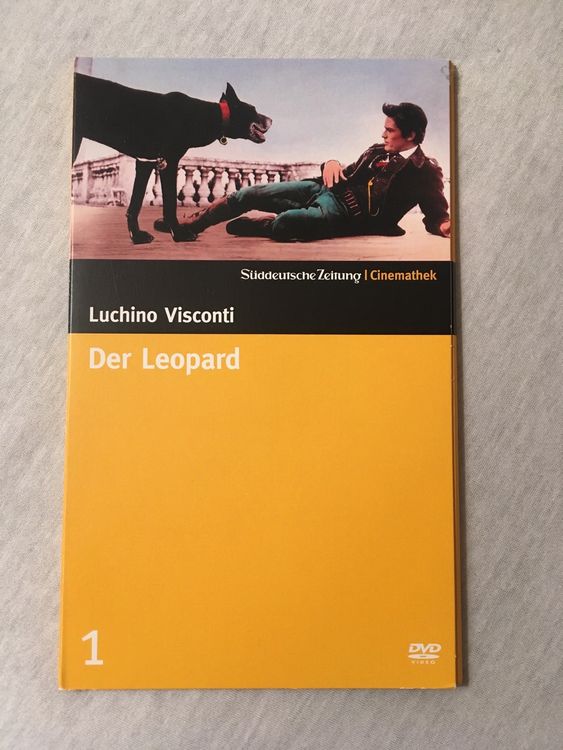 Süddeutsche Zeitung | Cinemathek
Luchino Visconti
Der Leopard
1
DVD
VIDEO